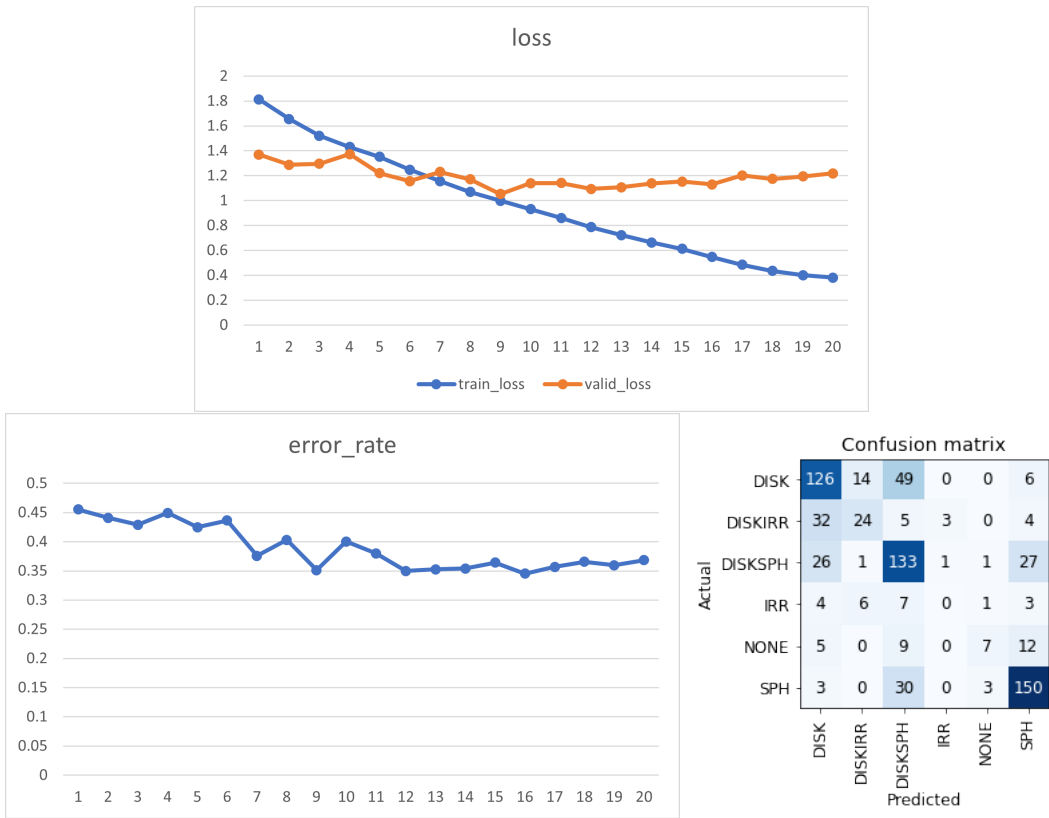 loss
2
1.8
1.6
1.4
1.2
1
0.8
0.6
0.4
0.2
0
1 2 3 4 5 6 7 8 9 10 11 12 13 14 15 16 17 18 19 20
train_loss valid_loss
error_rate
0.5
0.45
0.4
0.35
0.3
0.25
0.2
0.15
0.1
0.05
0
1 2 3 4 5 6 7 8 9 10 11 12 13 14 15 16 17 18 19 20
Confusion matrix
Actual
DISK 126 14 49 0 0 6
DISKIRR 32 24 5 3 0 4
DISKSPH 26 1 133 1 1 27
IRR 4 6 7 0 1 3
NONE 5 0 9 0 7 12
SPH 3 0 30 0 3 150
DISK DISKIRR DISKSPH IRR NONE SPH
Predicted